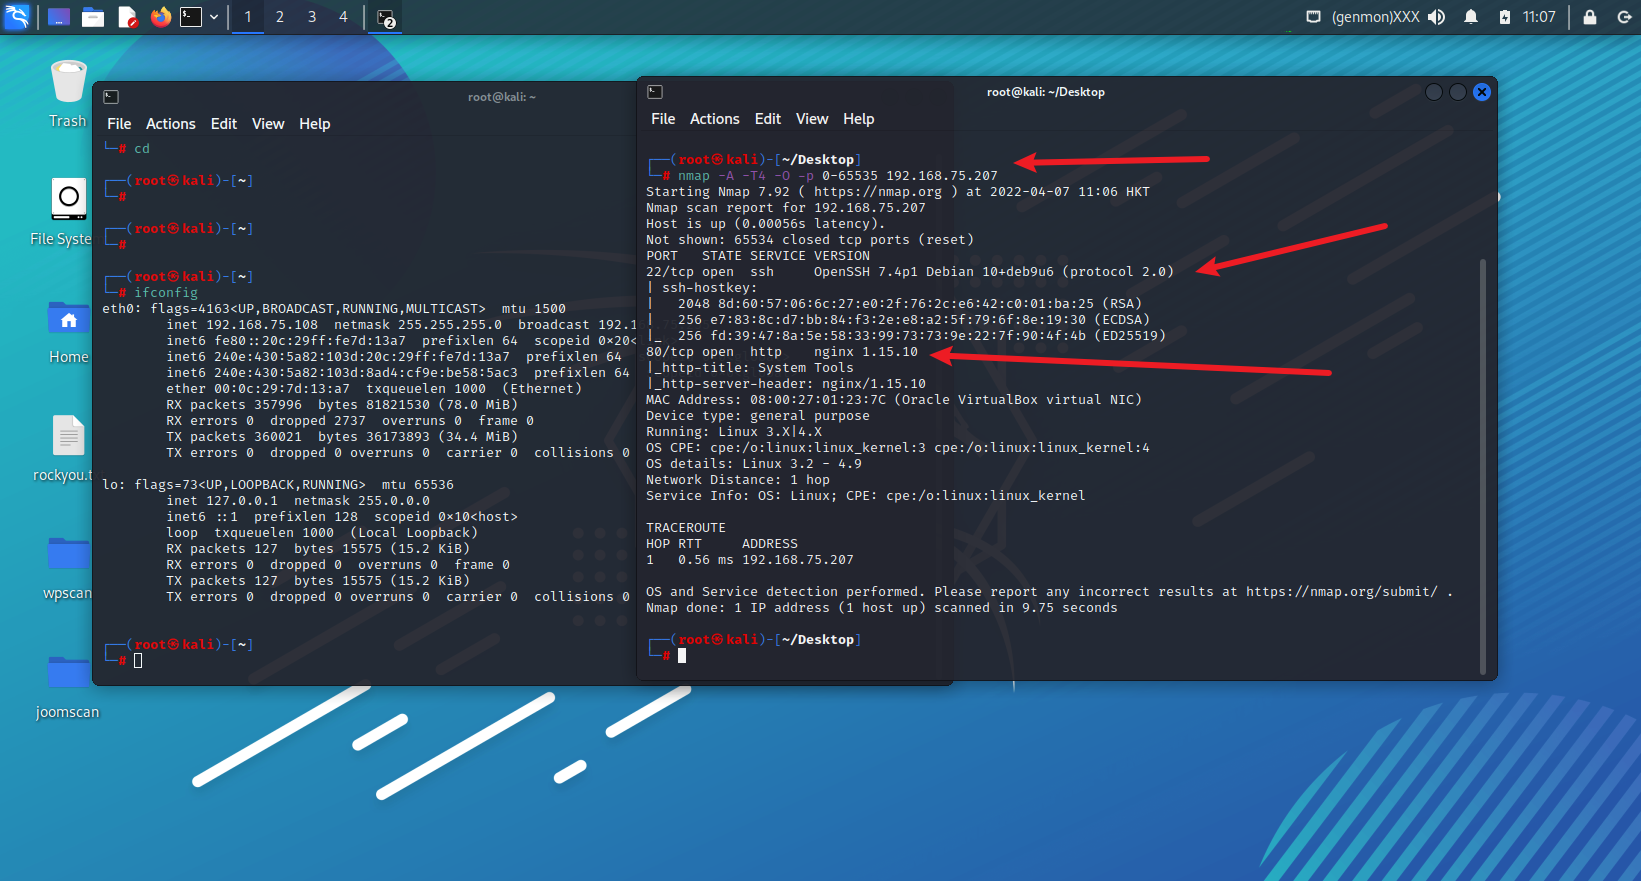 1 2 3 4 2 (genmon)XXX 11:07
Trash
File Syste
Home
rockyou.t
wpscan
joomscan
root@kali: ~
File Actions Edit View Help
└─# cd
┌──(root㉿kali)-[~]
└─#
┌──(root㉿kali)-[~]
└─#
┌──(root㉿kali)-[~]
└─# ifconfig
eth0: flags=4163<UP,BROADCAST,RUNNING,MULTICAST>  mtu 1500
inet 192.168.75.108  netmask 255.255.255.0  broadcast 192.1
inet6 fe80::20c:29ff:fe7d:13a7  prefixlen 64  scopeid 0×20<
inet6 240e:430:5a82:103d:20c:29ff:fe7d:13a7  prefixlen 64
inet6 240e:430:5a82:103d:8ad4:cf9e:be58:5ac3  prefixlen 64
ether 00:0c:29:7d:13:a7  txqueuelen 1000  (Ethernet)
RX packets 357996  bytes 81821530 (78.0 MiB)
RX errors 0  dropped 2737  overruns 0  frame 0
TX packets 360021  bytes 36173893 (34.4 MiB)
TX errors 0  dropped 0 overruns 0  carrier 0  collisions 0
lo: flags=73<UP,LOOPBACK,RUNNING>  mtu 65536
inet 127.0.0.1  netmask 255.0.0.0
inet6 ::1  prefixlen 128  scopeid 0×10<host>
loop  txqueuelen 1000  (Local Loopback)
RX packets 127  bytes 15575 (15.2 KiB)
RX errors 0  dropped 0  overruns 0  frame 0
TX packets 127  bytes 15575 (15.2 KiB)
TX errors 0  dropped 0 overruns 0  carrier 0  collisions 0
┌──(root㉿kali)-[~]
└─#
root@kali: ~/Desktop
File Actions Edit View Help
┌──(root㉿kali)-[~/Desktop]
└─# nmap -A -T4 -O -p 0-65535 192.168.75.207
Starting Nmap 7.92 ( https://nmap.org ) at 2022-04-07 11:06 HKT
Nmap scan report for 192.168.75.207
Host is up (0.00056s latency).
Not shown: 65534 closed tcp ports (reset)
PORT   STATE SERVICE VERSION
22/tcp open  ssh     OpenSSH 7.4p1 Debian 10+deb9u6 (protocol 2.0)
| ssh-hostkey:
|   2048 8d:60:57:06:6c:27:e0:2f:76:2c:e6:42:c0:01:ba:25 (RSA)
|   256 e7:83:8c:d7:bb:84:f3:2e:e8:a2:5f:79:6f:8e:19:30 (ECDSA)
|_  256 fd:39:47:8a:5e:58:33:99:73:73:9e:22:7f:90:4f:4b (ED25519)
80/tcp open  http    nginx 1.15.10
|_http-title: System Tools
|_http-server-header: nginx/1.15.10
MAC Address: 08:00:27:01:23:7C (Oracle VirtualBox virtual NIC)
Device type: general purpose
Running: Linux 3.X|4.X
OS CPE: cpe:/o:linux:linux_kernel:3 cpe:/o:linux:linux_kernel:4
OS details: Linux 3.2 - 4.9
Network Distance: 1 hop
Service Info: OS: Linux; CPE: cpe:/o:linux:linux_kernel
TRACEROUTE
HOP RTT     ADDRESS
1   0.56 ms 192.168.75.207
OS and Service detection performed. Please report any incorrect results at https://nmap.org/submit/ .
Nmap done: 1 IP address (1 host up) scanned in 9.75 seconds
┌──(root㉿kali)-[~/Desktop]
└─#